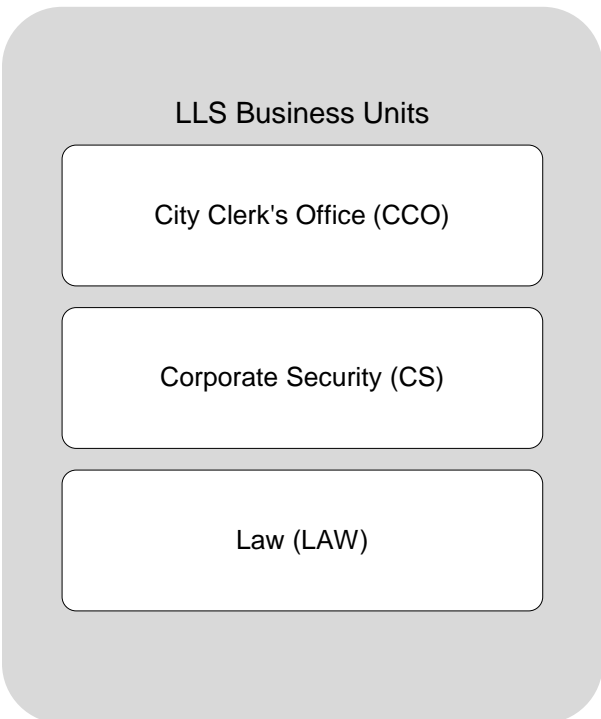 LLS Business Units
City Clerk's Office (CCO)
Corporate Security (CS)
Law (LAW)